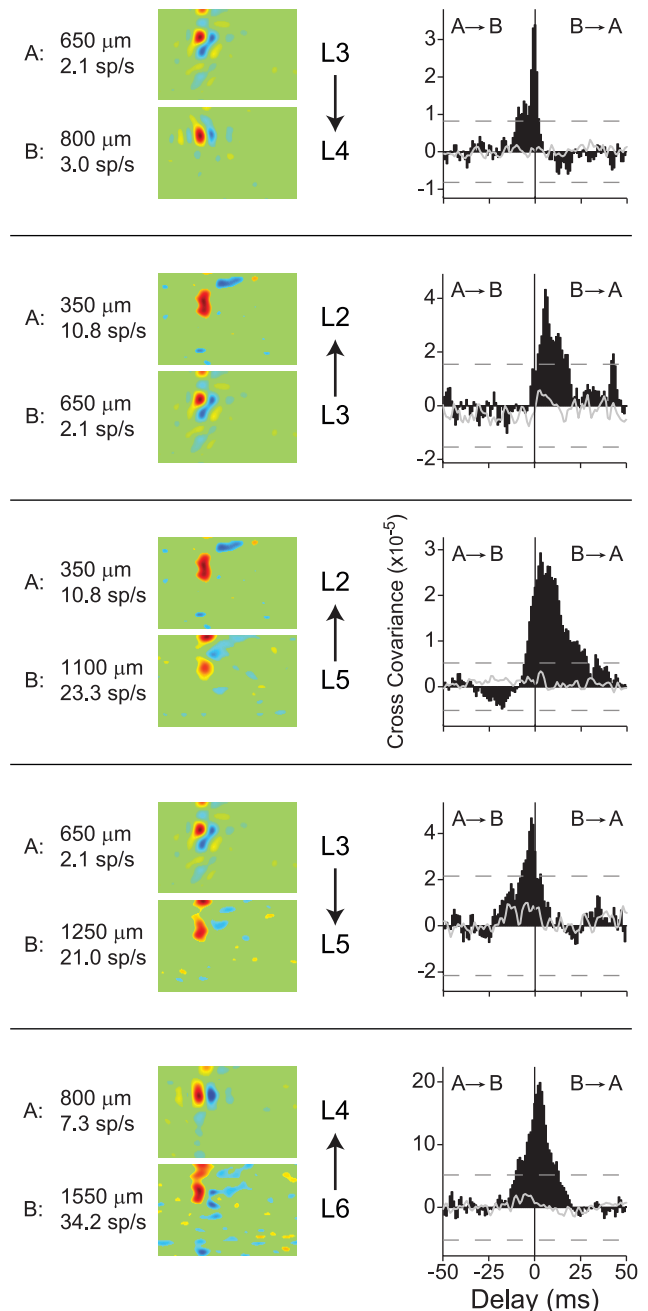 A: 650 μm
2.1 sp/s
B: 800 μm
3.0 sp/s
L3
L4
A→B B→A
3
2
1
0
-1
A: 350 μm
10.8 sp/s
B: 650 μm
2.1 sp/s
L2
L3
A→B B→A
4
2
0
-2
A: 350 μm
10.8 sp/s
B: 1100 μm
23.3 sp/s
L2
L5
Cross Covariance (x10-5)
A→B B→A
3
2
1
0
A: 650 μm
2.1 sp/s
B: 1250 μm
21.0 sp/s
L3
L5
A→B B→A
4
2
0
-2
A: 800 μm
7.3 sp/s
B: 1550 μm
34.2 sp/s
L4
L6
A→B B→A
20
10
0
-50 -25 0 25 50
Delay (ms)